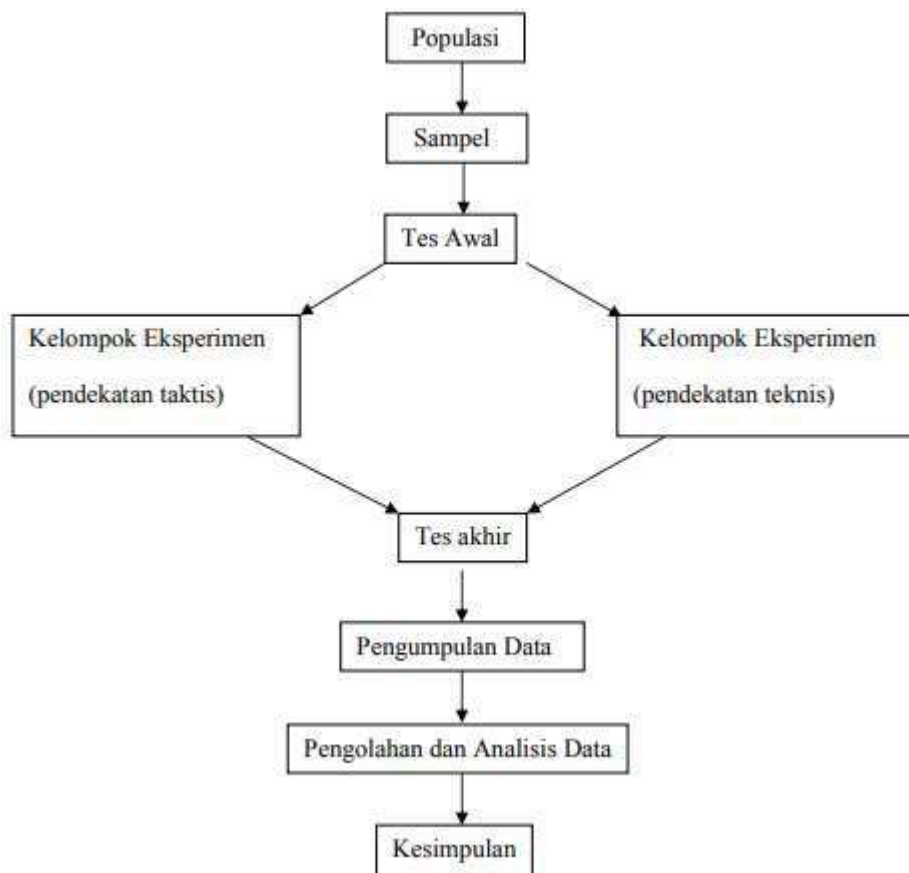 Populasi
Sampel
Tes Awal
Kelompok Eksperimen
(pendekatan taktis)
Kelompok Eksperimen
(pendekatan teknis)
Tes akhir
Pengumpulan Data
Pengolahan dan Analisis Data
Kesimpulan